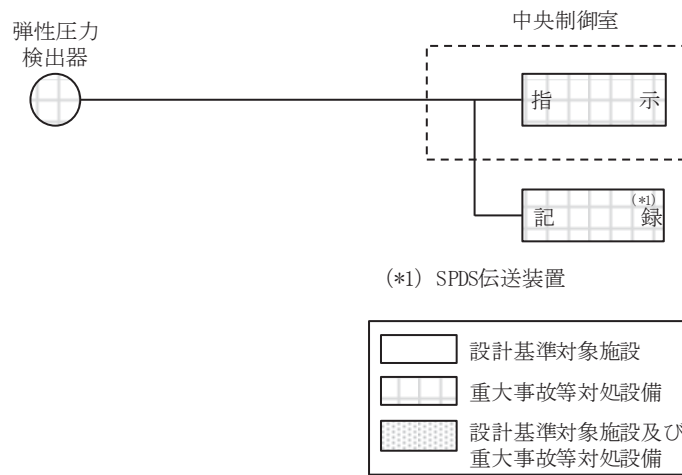 中央制御室
弾性圧力
検出器
指　　示
(*1)
記　　録
(*1) SPDS伝送装置
設計基準対象施設
重大事故等対処設備
設計基準対象施設及び
重大事故等対処設備